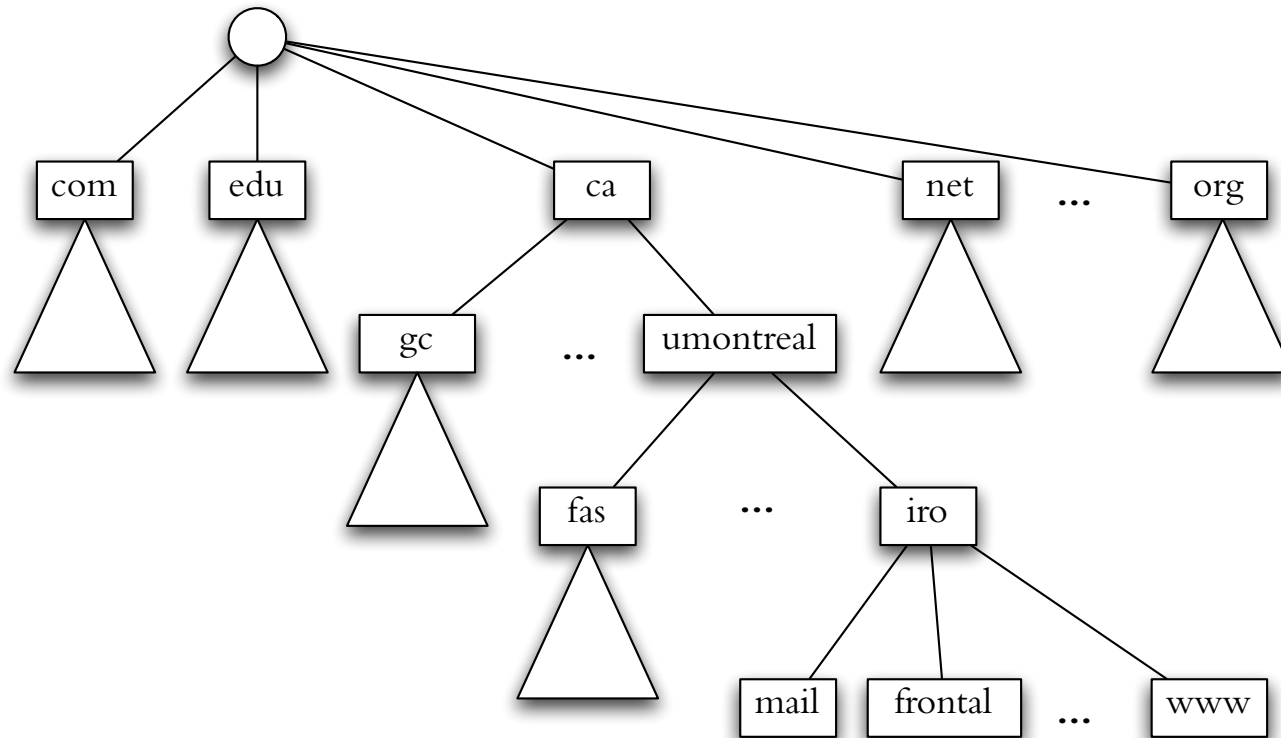 com
edu
ca
net
...
org
gc
...
umontreal
fas
...
iro
mail
frontal
...
www